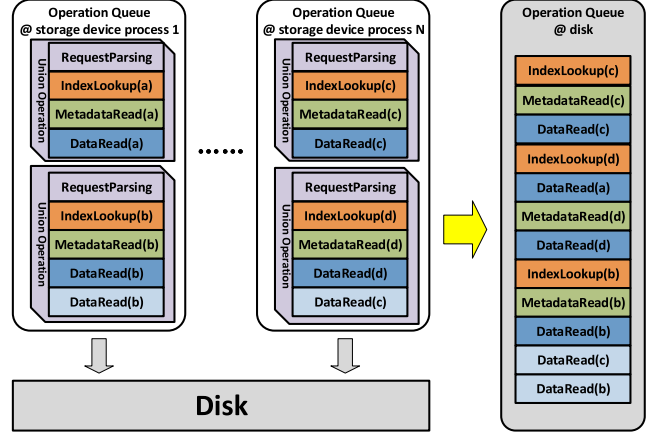 Operation Queue
@ storage device process 1
Union Operation
RequestParsing
IndexLookup(a)
MetadataRead(a)
DataRead(a)
Union Operation
RequestParsing
IndexLookup(b)
MetadataRead(b)
DataRead(b)
DataRead(b)
......
Operation Queue
@ storage device process N
Union Operation
RequestParsing
IndexLookup(c)
MetadataRead(c)
DataRead(c)
Union Operation
RequestParsing
IndexLookup(d)
MetadataRead(d)
DataRead(d)
DataRead(c)
Disk
Operation Queue
@ disk
IndexLookup(c)
MetadataRead(c)
DataRead(c)
IndexLookup(d)
DataRead(a)
MetadataRead(d)
DataRead(d)
IndexLookup(b)
MetadataRead(b)
DataRead(b)
DataRead(c)
DataRead(b)